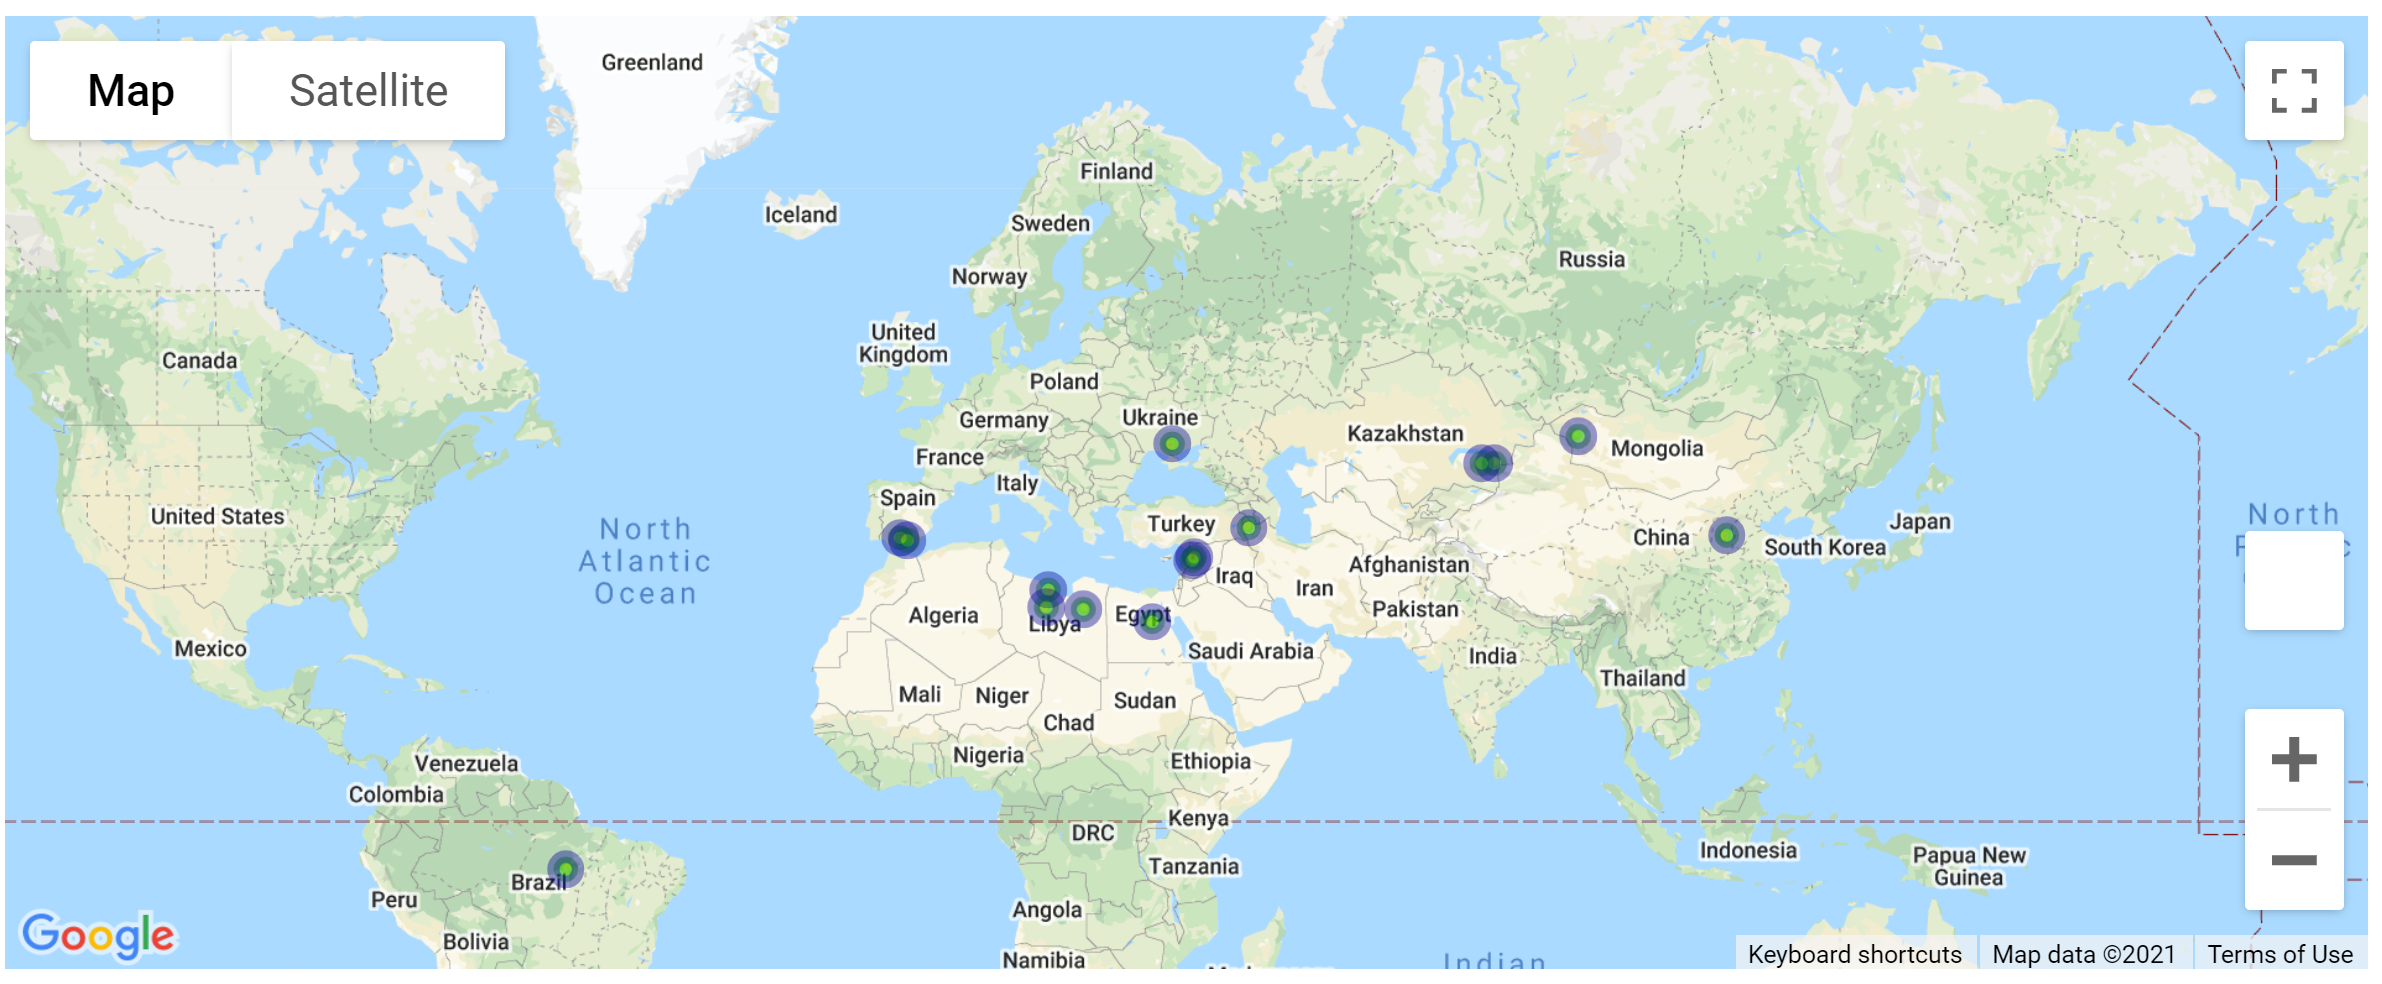 Map
Satellite
Greenland
Iceland
Finland
Sweden
Norway
Russia
United
Kingdom
Canada
Poland
Germany
Ukraine
Kazakhstan
Mongolia
France
Italy
Spain
United States
North
Atlantic
Ocean
Turkey
China
South Korea
Japan
North
Iraq
Iran
Afghanistan
Pakistan
Algeria
Libya
Egypt
Saudi Arabia
India
Thailand
Mexico
Mali
Niger
Chad
Sudan
Nigeria
Ethiopia
Venezuela
Colombia
Kenya
DRC
Tanzania
Indonesia
Papua New
Guinea
Brazil
Peru
Angola
Bolivia
Namibia
Indian
Google
Keyboard shortcuts
Map data ©2021
Terms of Use